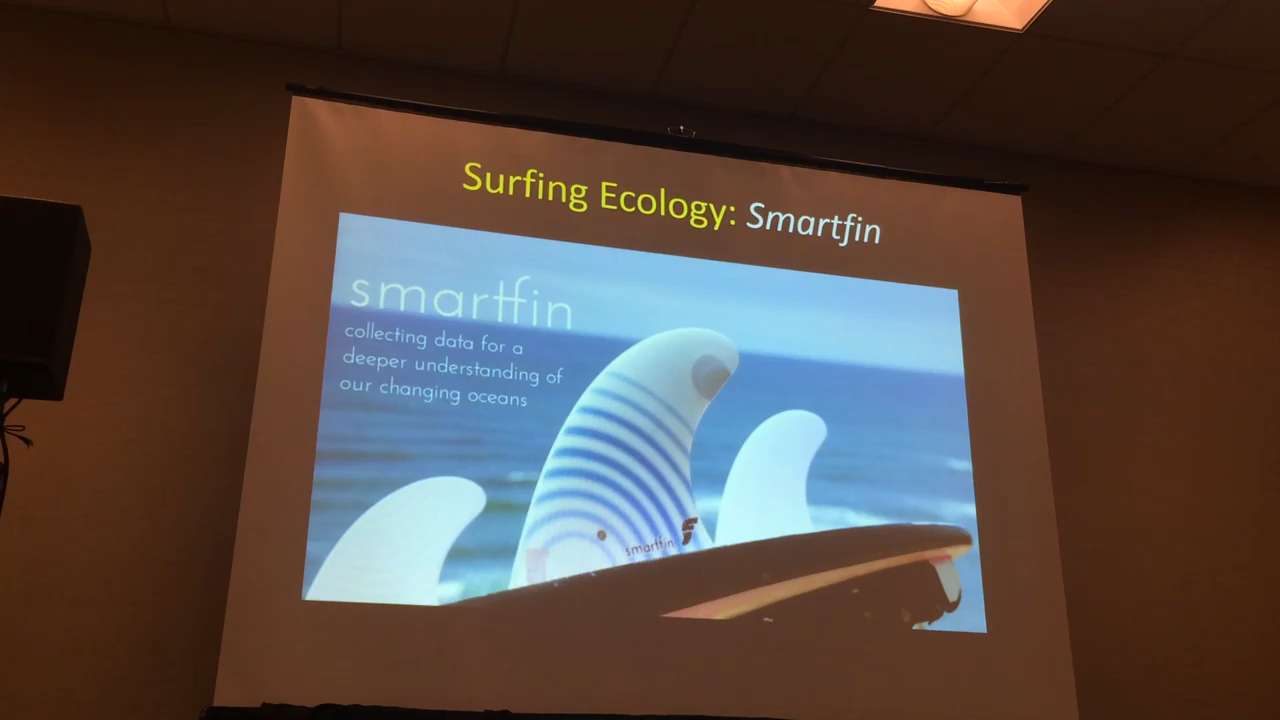 Surfing Ecology: Smartfin
smartfin
collecting data for a
deeper understanding of
our changing oceans
smartfin